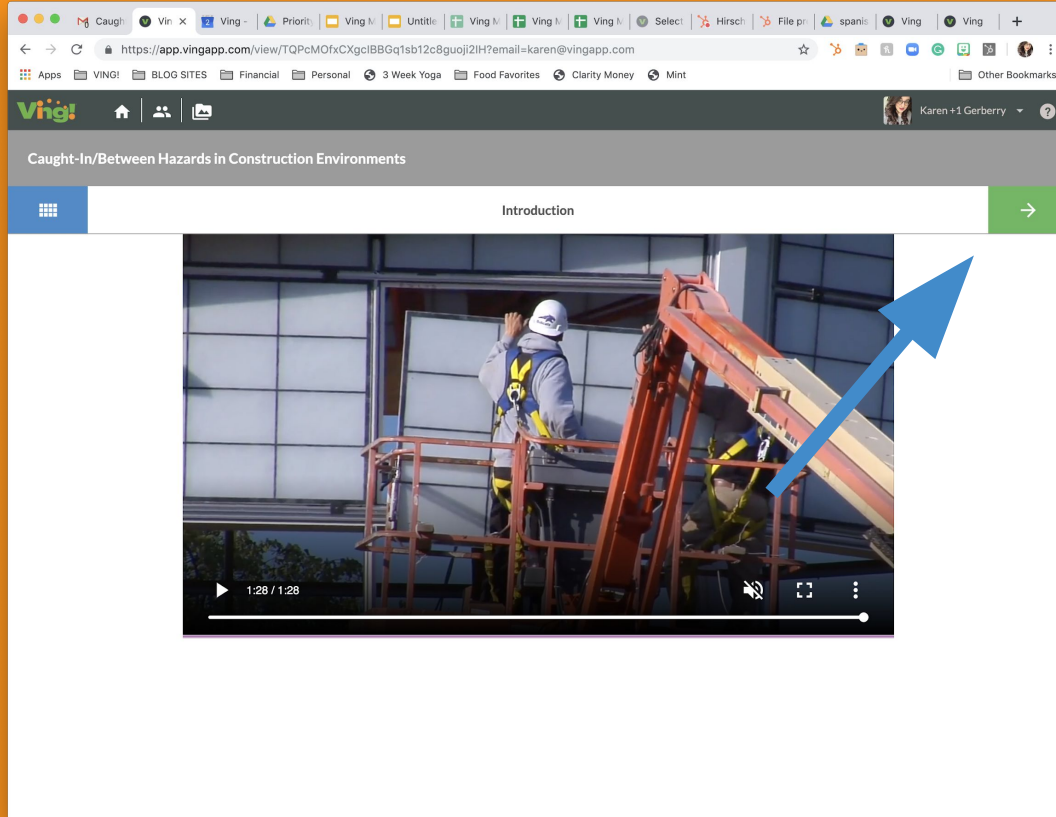 Caugh Vin Ving - Priority Ving M Untitle Ving M Ving M Ving M Select Hirsch File pro spanis Ving Ving
https://app.vingapp.com/view/TQPcMOfxCXgclBBGq1sb12c8guoji2lH?email=karen@vingapp.com
Apps VING! BLOG SITES Financial Personal 3 Week Yoga Food Favorites Clarity Money Mint Other Bookmarks
Ving! Karen +1 Gerberry ?
Caught-In/Between Hazards in Construction Environments
Introduction
1:28 / 1:28